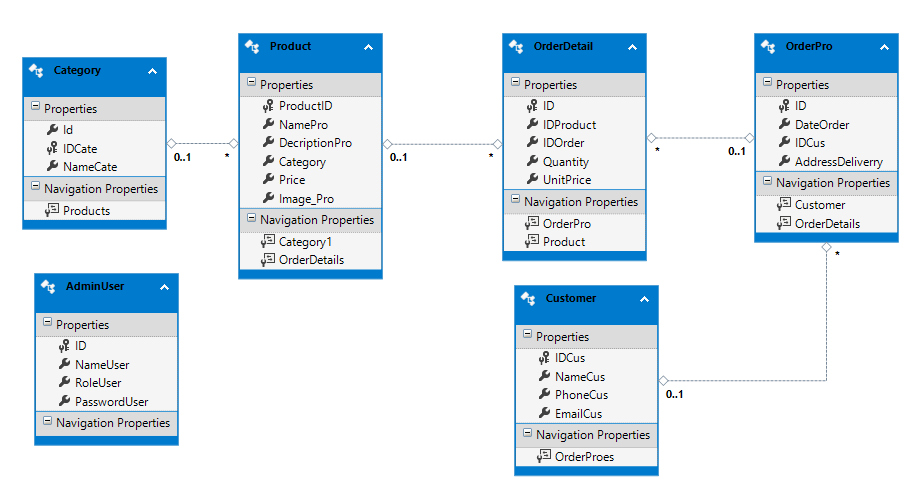 Category
Properties
Id
IDCate
NameCate
Navigation Properties
Products
0..1
*
Product
Properties
ProductID
NamePro
DecriptionPro
Category
Price
Image_Pro
Navigation Properties
Category1
OrderDetails
0..1
*
OrderDetail
Properties
ID
IDProduct
IDOrder
Quantity
UnitPrice
Navigation Properties
OrderPro
Product
*
0..1
OrderPro
Properties
ID
DateOrder
IDCus
AddressDeliverry
Navigation Properties
Customer
OrderDetails
*
AdminUser
Properties
ID
NameUser
RoleUser
PasswordUser
Navigation Properties
Customer
Properties
IDCus
NameCus
PhoneCus
EmailCus
Navigation Properties
OrderProes
0..1